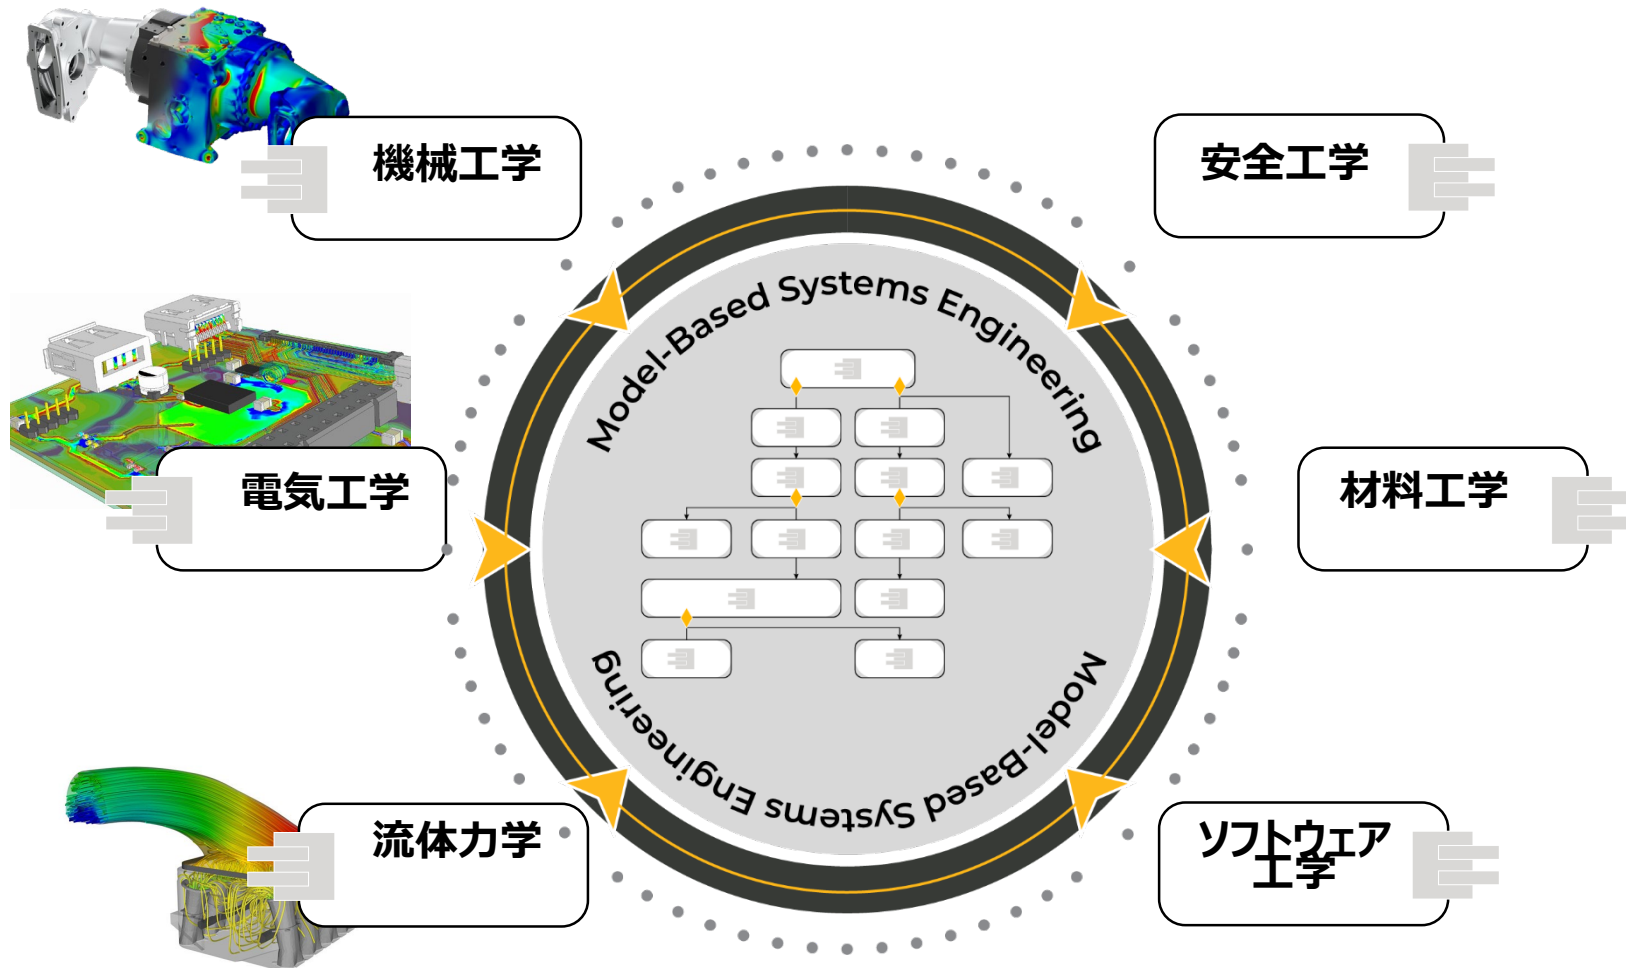 機械工学
安全工学
Model-Based Systems Engineering
電気工学
材料工学
Model-Based Systems Engineering
流体力学
ソフトウェア
工学